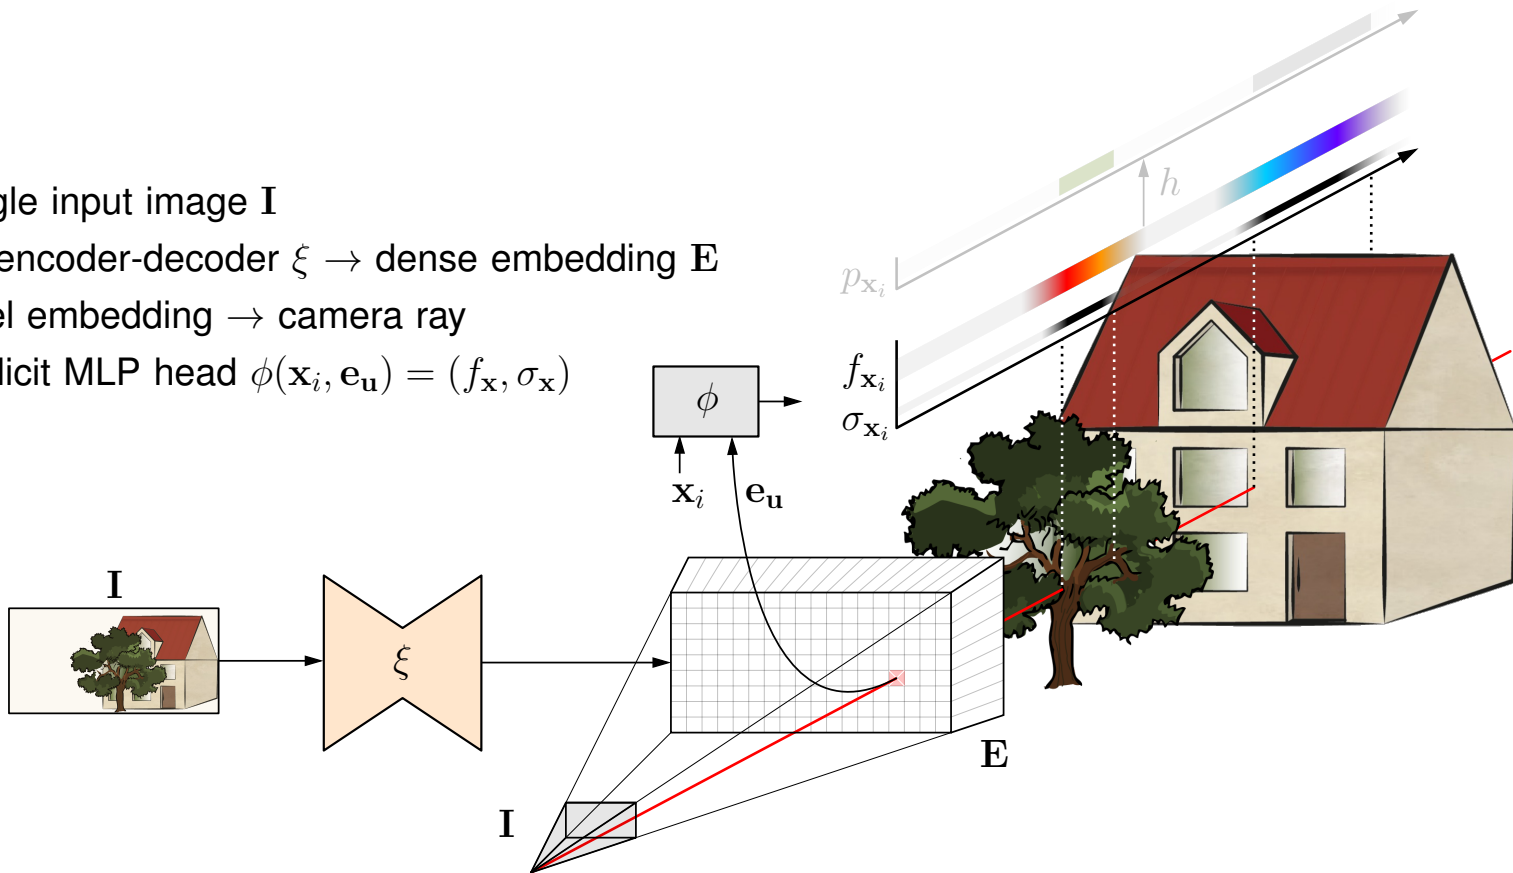 gle input image I
encoder-decoder ξ → dense embedding E
el embedding → camera ray
licit MLP head ϕ(xᵢ, eᵤ) = (fₓ, σₓ)
h
pₓᵢ
fₓᵢ
σₓᵢ
ϕ
xᵢ eᵤ
I
ξ
E
I